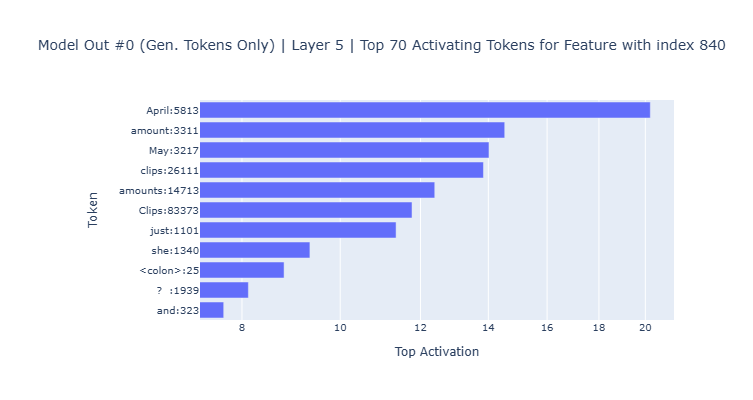 Model Out #0 (Gen. Tokens Only) | Layer 5 | Top 70 Activating Tokens for Feature with index 840
April:5813
amount:3311
May:3217
clips:26111
amounts:14713
Clips:83373
just:1101
she:1340
<colon>:25
?  :1939
and:323
Token
8 10 12 14 16 18 20
Top Activation